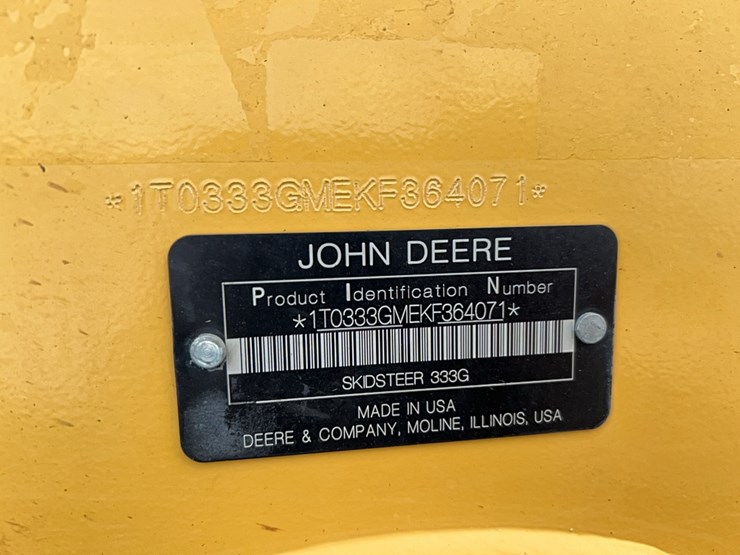 *1T0333GMEKF364071*
JOHN DEERE
Product Identification Number
*1T0333GMEKF364071*
SKIDSTEER 333G
MADE IN USA
DEERE & COMPANY, MOLINE, ILLINOIS, USA